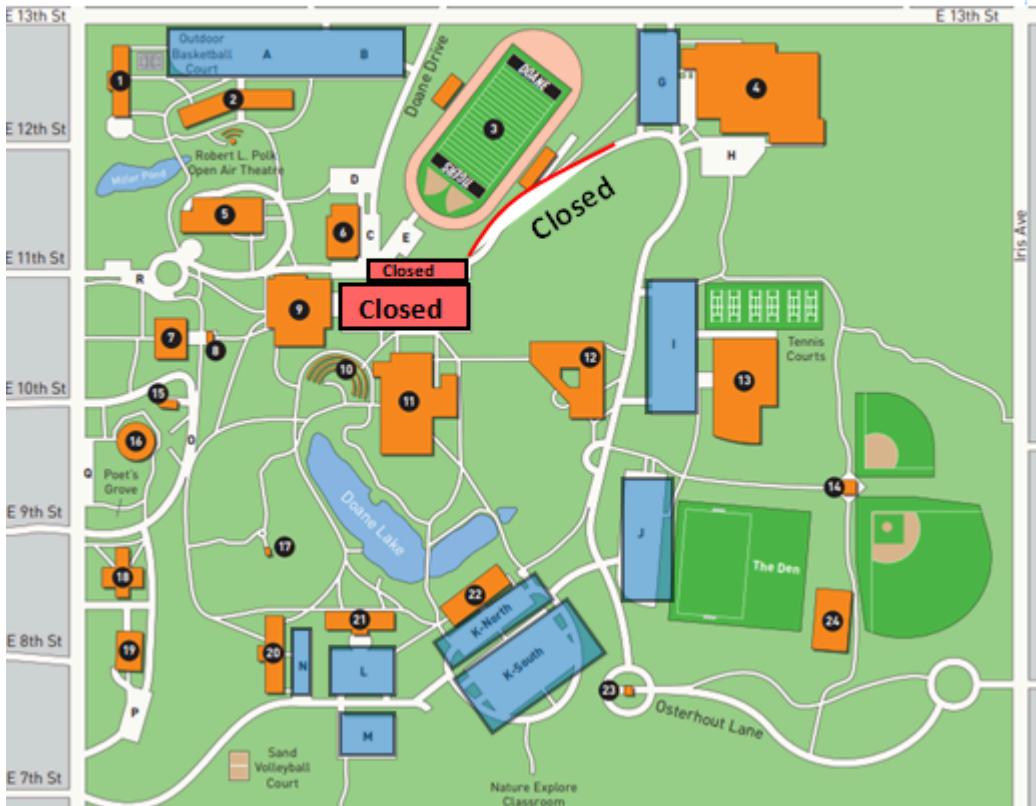 E 13th St
E 13th St
Outdoor
Basketball
Court
A
B
Doane Drive
G
1
2
3
4
DOANE
TIGERS
E 12th St
Robert L. Polk
Open Air Theatre
Miller Pond
H
D
5
6
C
E
Closed
E 11th St
Iris Ave
R
Closed
Closed
9
7
8
I
Tennis
Courts
10
12
13
E 10th St
15
11
16
O
Q
Poet's
Grove
14
Doane Lake
E 9th St
J
17
The Den
18
22
K-North
21
24
E 8th St
19
20
N
L
K-South
23
P
Osterhout Lane
M
Sand
Volleyball
Court
E 7th St
Nature Explore
Classroom